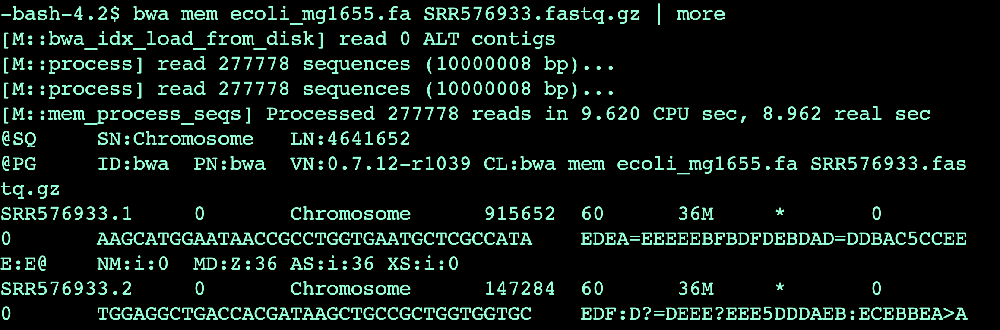 -bash-4.2$ bwa mem ecoli_mg1655.fa SRR576933.fastq.gz | more
[M::bwa_idx_load_from_disk] read 0 ALT contigs
[M::process] read 277778 sequences (10000008 bp)...
[M::process] read 277778 sequences (10000008 bp)...
[M::mem_process_seqs] Processed 277778 reads in 9.620 CPU sec, 8.962 real sec
@SQ     SN:Chromosome   LN:4641652
@PG     ID:bwa  PN:bwa  VN:0.7.12-r1039 CL:bwa mem ecoli_mg1655.fa SRR576933.fas
tq.gz
SRR576933.1     0       Chromosome      915652  60      36M     *       0
0       AAGCATGGAATAACCGCCTGGTGAATGCTCGCCATA    EDEA=EEEEEBFBDFDEBDAD=DDBAC5CCEE
E:E@    NM:i:0  MD:Z:36 AS:i:36 XS:i:0
SRR576933.2     0       Chromosome      147284  60      36M     *       0
0       TGGAGGCTGACCACGATAAGCTGCCGCTGGTGGTGC    EDF:D?=DEEE?EEE5DDDAEB:ECEBBEA>A